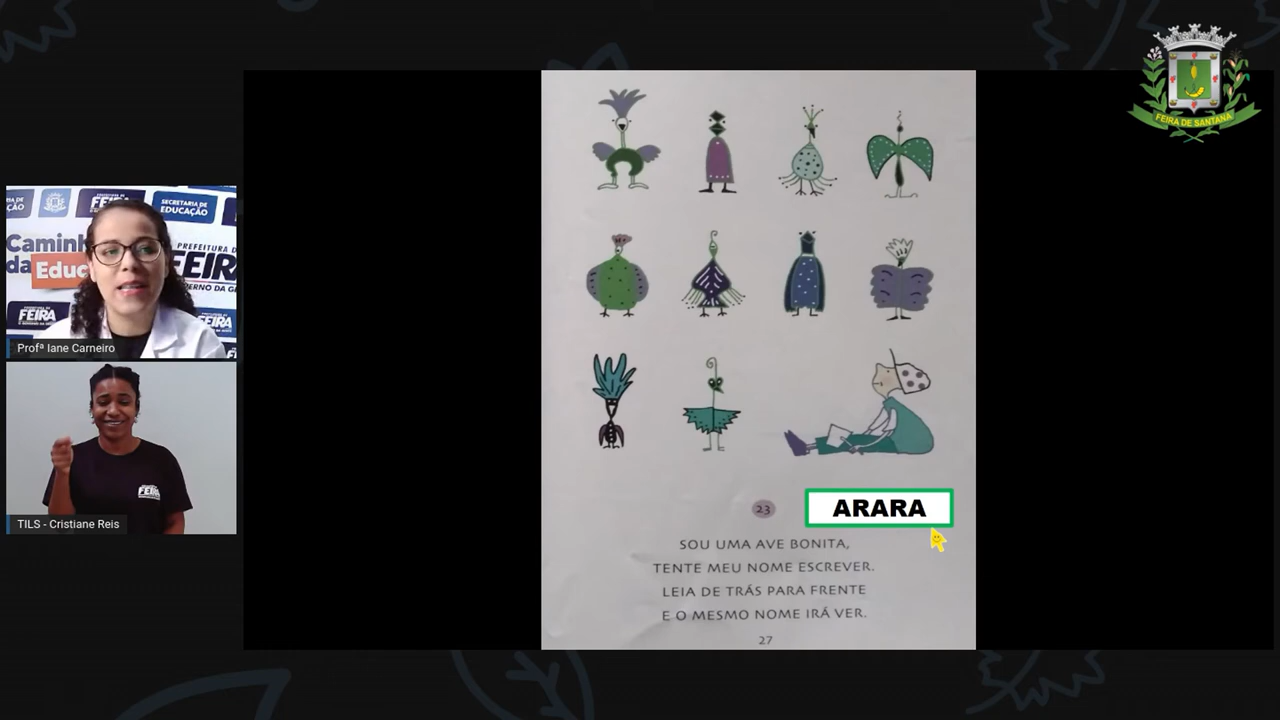 FEIRA DE SANTANA
SECRETARIA DE
EDUCAÇÃO
PREFEITURA DE
FEIRA
Caminh
da
Educ
FEIRA
FEIRA
Profª Iane Carneiro
FEIRA
TILS - Cristiane Reis
23
ARARA
SOU UMA AVE BONITA,
TENTE MEU NOME ESCREVER.
LEIA DE TRÁS PARA FRENTE
E O MESMO NOME IRÁ VER.
27